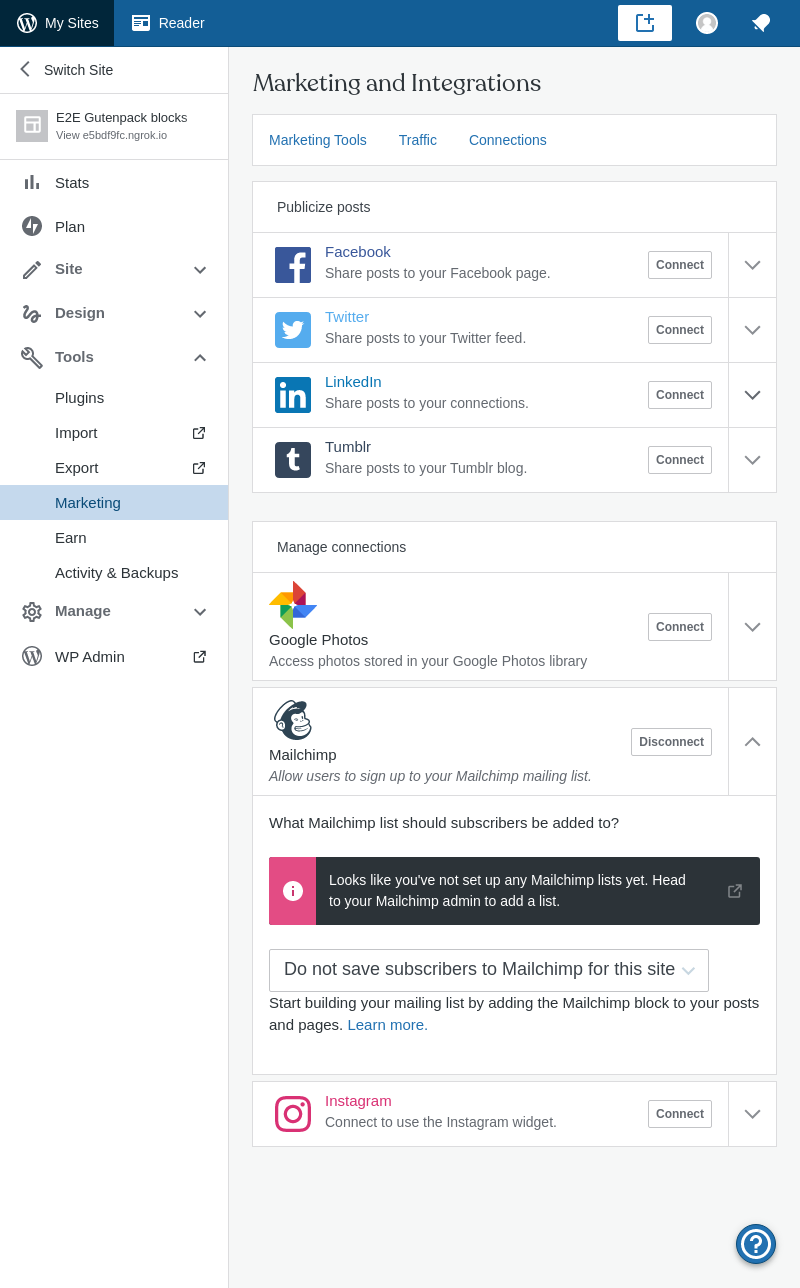 My Sites
Reader
Switch Site
E2E Gutenpack blocks
View e5bdf9fc.ngrok.io
Stats
Plan
Site
Design
Tools
Plugins
Import
Export
Marketing
Earn
Activity & Backups
Manage
WP Admin
Marketing and Integrations
Marketing Tools
Traffic
Connections
Publicize posts
Facebook
Share posts to your Facebook page.
Connect
Twitter
Share posts to your Twitter feed.
Connect
LinkedIn
Share posts to your connections.
Connect
Tumblr
Share posts to your Tumblr blog.
Connect
Manage connections
Google Photos
Access photos stored in your Google Photos library
Connect
Mailchimp
Allow users to sign up to your Mailchimp mailing list.
Disconnect
What Mailchimp list should subscribers be added to?
Looks like you've not set up any Mailchimp lists yet. Head
to your Mailchimp admin to add a list.
Do not save subscribers to Mailchimp for this site
Start building your mailing list by adding the Mailchimp block to your posts
and pages. Learn more.
Instagram
Connect to use the Instagram widget.
Connect